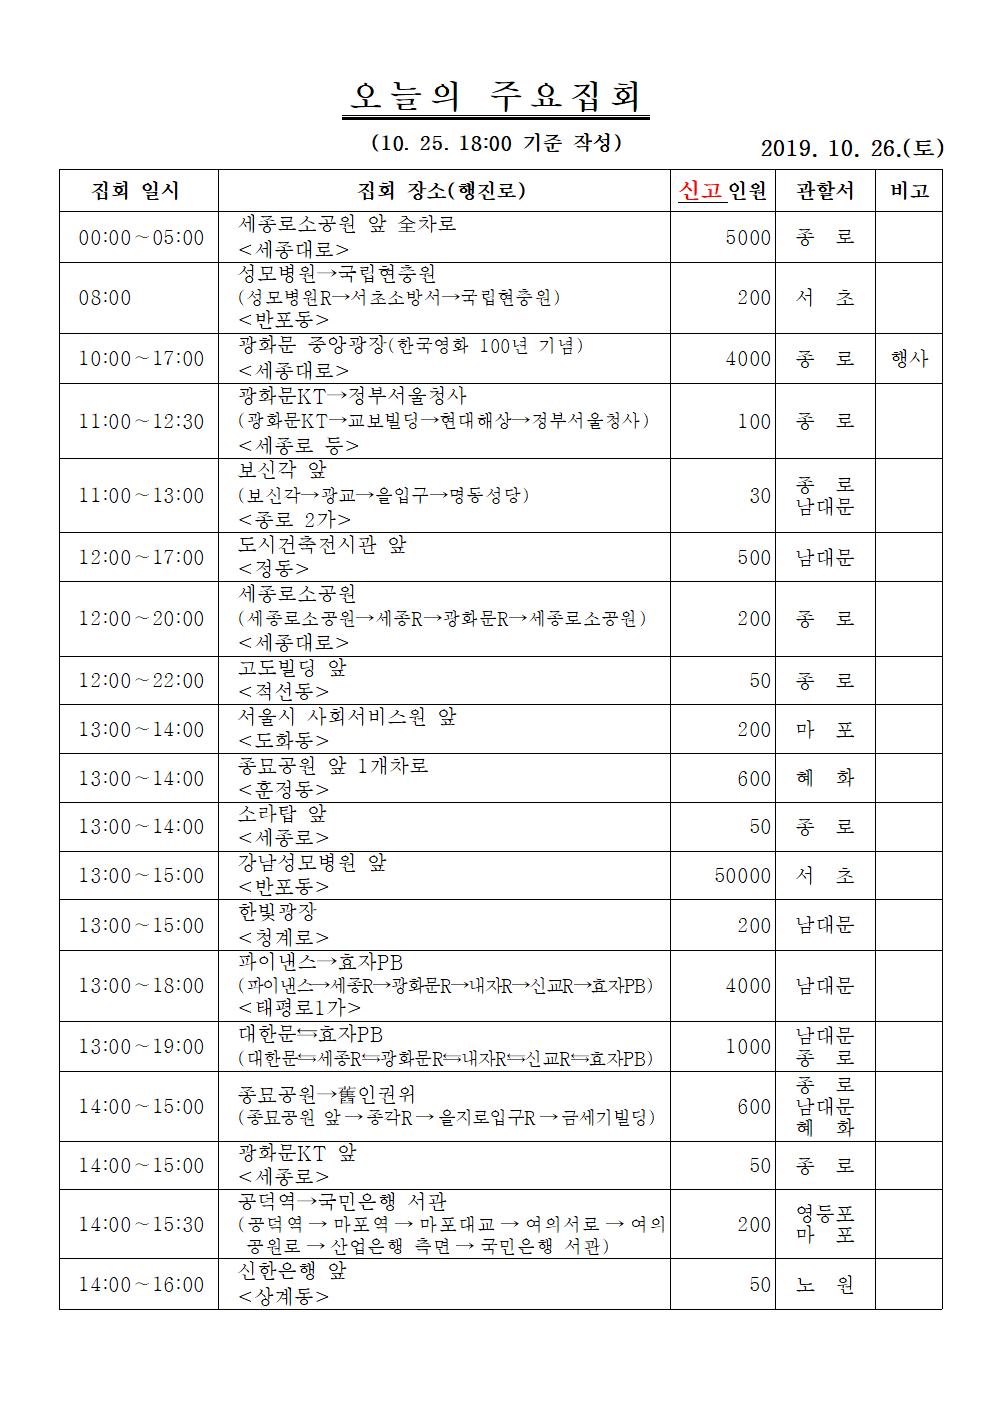 오늘의 주요집회
(10. 25. 18:00 기준 작성)
2019. 10. 26.(토)
집회 일시 집회 장소(행진로) 신고인원 관할서 비고
00:00~05:00 세종로소공원 앞 全차로 5000 종 로
<세종대로>
성모병원→국립현충원
08:00 (성모병원R→서초소방서→국립현충원) 200 서 초
<반포동>
10:00~17:00 광화문 중앙광장(한국영화 100년 기념) 4000 종 로 행사
<세종대로>
광화문KT→정부서울청사
11:00~12:30 (광화문KT→교보빌딩→현대해상→정부서울청사) 100 종 로
<세종로 등>
보신각 앞
11:00~13:00 (보신각→광교→을입구→명동성당) 30 종 로
남대문
<종로 2가>
12:00~17:00 도시건축전시관 앞 500 남대문
<정동>
세종로소공원
12:00~20:00 (세종로소공원→세종R→광화문R→세종로소공원) 200 종 로
<세종대로>
12:00~22:00 고도빌딩 앞 50 종 로
<적선동>
13:00~14:00 서울시 사회서비스원 앞 200 마 포
<도화동>
13:00~14:00 종묘공원 앞 1개차로 600 혜 화
<훈정동>
13:00~14:00 소라탑 앞 50 종 로
<세종로>
13:00~15:00 강남성모병원 앞 50000 서 초
<반포동>
13:00~15:00 한빛광장 200 남대문
<청계로>
파이낸스→효자PB
13:00~18:00 (파이낸스→세종R→광화문R→내자R→신교R→효자PB) 4000 남대문
<태평로1가>
13:00~19:00 대한문⇆효자PB 1000 남대문
(대한문⇆세종R⇆광화문R⇆내자R⇆신교R⇆효자PB) 종 로
종 로
14:00~15:00 종묘공원→舊인권위 600 남대문
(종묘공원 앞→종각R→을지로입구R→금세기빌딩) 혜 화
14:00~15:00 광화문KT 앞 50 종 로
<세종로>
공덕역→국민은행 서관
14:00~15:30 (공덕역→마포역→마포대교→여의서로→여의 200 영등포
공원로→산업은행 측면→국민은행 서관) 마 포
14:00~16:00 신한은행 앞 50 노 원
<상계동>